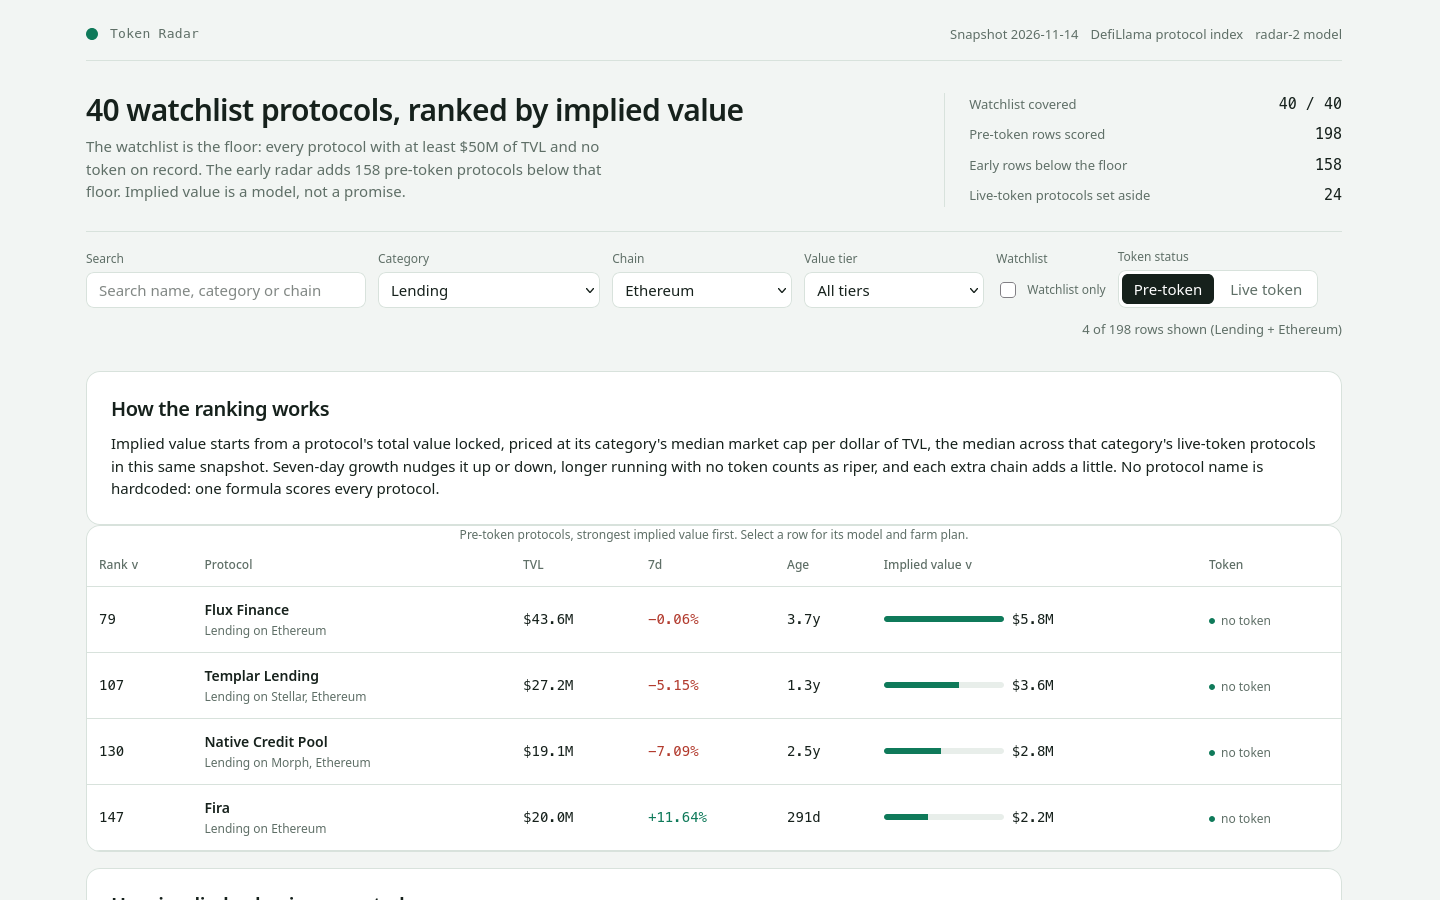 Token Radar
Snapshot 2026-11-14 DefiLlama protocol index radar-2 model
40 watchlist protocols, ranked by implied value
The watchlist is the floor: every protocol with at least $50M of TVL and no
token on record. The early radar adds 158 pre-token protocols below that
floor. Implied value is a model, not a promise.
Watchlist covered 40 / 40
Pre-token rows scored 198
Early rows below the floor 158
Live-token protocols set aside 24
Search Category Chain Value tier Watchlist Token status
Search name, category or chain Lending Ethereum All tiers Watchlist only Pre-token Live token
4 of 198 rows shown (Lending + Ethereum)
How the ranking works
Implied value starts from a protocol's total value locked, priced at its category's median market cap per dollar of TVL, the median across that category's live-token protocols
in this same snapshot. Seven-day growth nudges it up or down, longer running with no token counts as riper, and each extra chain adds a little. No protocol name is
hardcoded: one formula scores every protocol.
Pre-token protocols, strongest implied value first. Select a row for its model and farm plan.
Rank v Protocol TVL 7d Age Implied value v Token
79 Flux Finance $43.6M −0.06% 3.7y $5.8M no token
Lending on Ethereum
107 Templar Lending $27.2M −5.15% 1.3y $3.6M no token
Lending on Stellar, Ethereum
130 Native Credit Pool $19.1M −7.09% 2.5y $2.8M no token
Lending on Morph, Ethereum
147 Fira $20.0M +11.64% 291d $2.2M no token
Lending on Ethereum